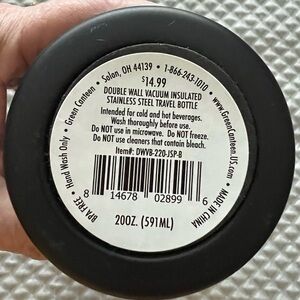 BPA FREE • Hand Wash Only • Green Canteen • Solon, OH 44139 • 1-866-243-1010 • www.GreenCanteen.US.com • MADE IN CHINA
$14.99
DOUBLE WALL VACUUM INSULATED
STAINLESS STEEL TRAVEL BOTTLE
Intended for cold and hot beverages.
Wash thoroughly before use.
Do NOT use in microwave. Do NOT freeze.
Do NOT use cleaners that contain bleach.
Item#: DWVB-220-JSP-B
8 14678 02899 6
20OZ. (591ML)